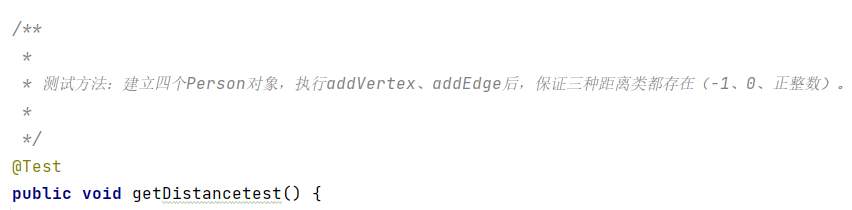 /**
*
* 测试方法：建立四个Person对象，执行addVertex、addEdge后，保证三种距离类都存在（-1、0、正整数）。
*
*/
@Test
public void getDistancetest() {